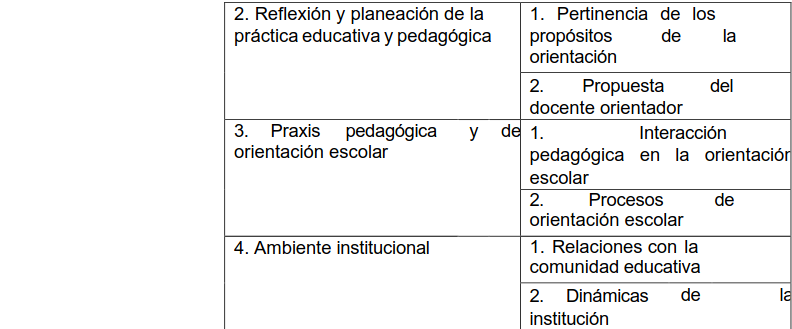 2. Reflexión y planeación de la
práctica educativa y pedagógica
1. Pertinencia de los
propósitos de la
orientación
2. Propuesta del
docente orientador
3. Praxis pedagógica y de
orientación escolar
1. Interacción
pedagógica en la orientación
escolar
2. Procesos de
orientación escolar
4. Ambiente institucional
1. Relaciones con la
comunidad educativa
2. Dinámicas de la
institución